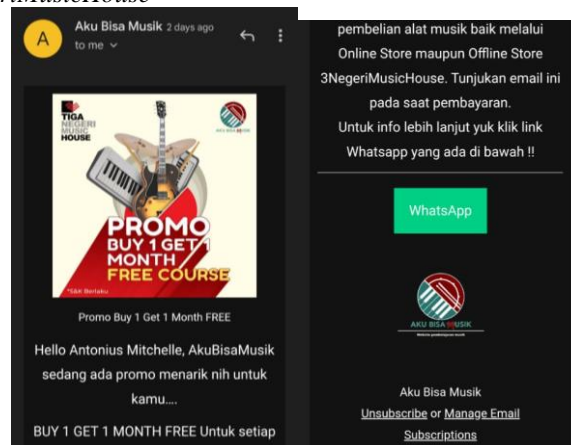 A
Aku Bisa Musik 2 days ago
to me
TIGA
NEGERI
MUSIC
HOUSE
AKU BISA MUSIK
PROMO
BUY 1 GET 1
MONTH
FREE COURSE
*S&K Berlaku
Promo Buy 1 Get 1 Month FREE
Hello Antonius Mitchelle, AkuBisaMusik
sedang ada promo menarik nih untuk
kamu....
BUY 1 GET 1 MONTH FREE Untuk setiap
pembelian alat musik baik melalui
Online Store maupun Offline Store
3NegeriMusicHouse. Tunjukan email ini
pada saat pembayaran.
Untuk info lebih lanjut yuk klik link
Whatsapp yang ada di bawah !!
WhatsApp
AKU BISA MUSIK
Aku Bisa Musik
Unsubscribe or Manage Email
Subscriptions